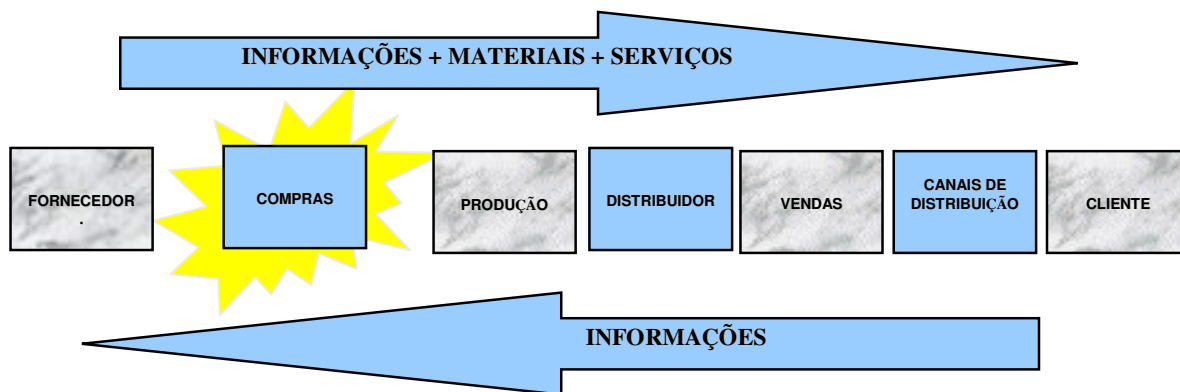 INFORMAÇÕES + MATERIAIS + SERVIÇOS
FORNECEDOR
.
COMPRAS
PRODUÇÃO
DISTRIBUIDOR
VENDAS
CANAIS DE
DISTRIBUIÇÃO
CLIENTE
INFORMAÇÕES